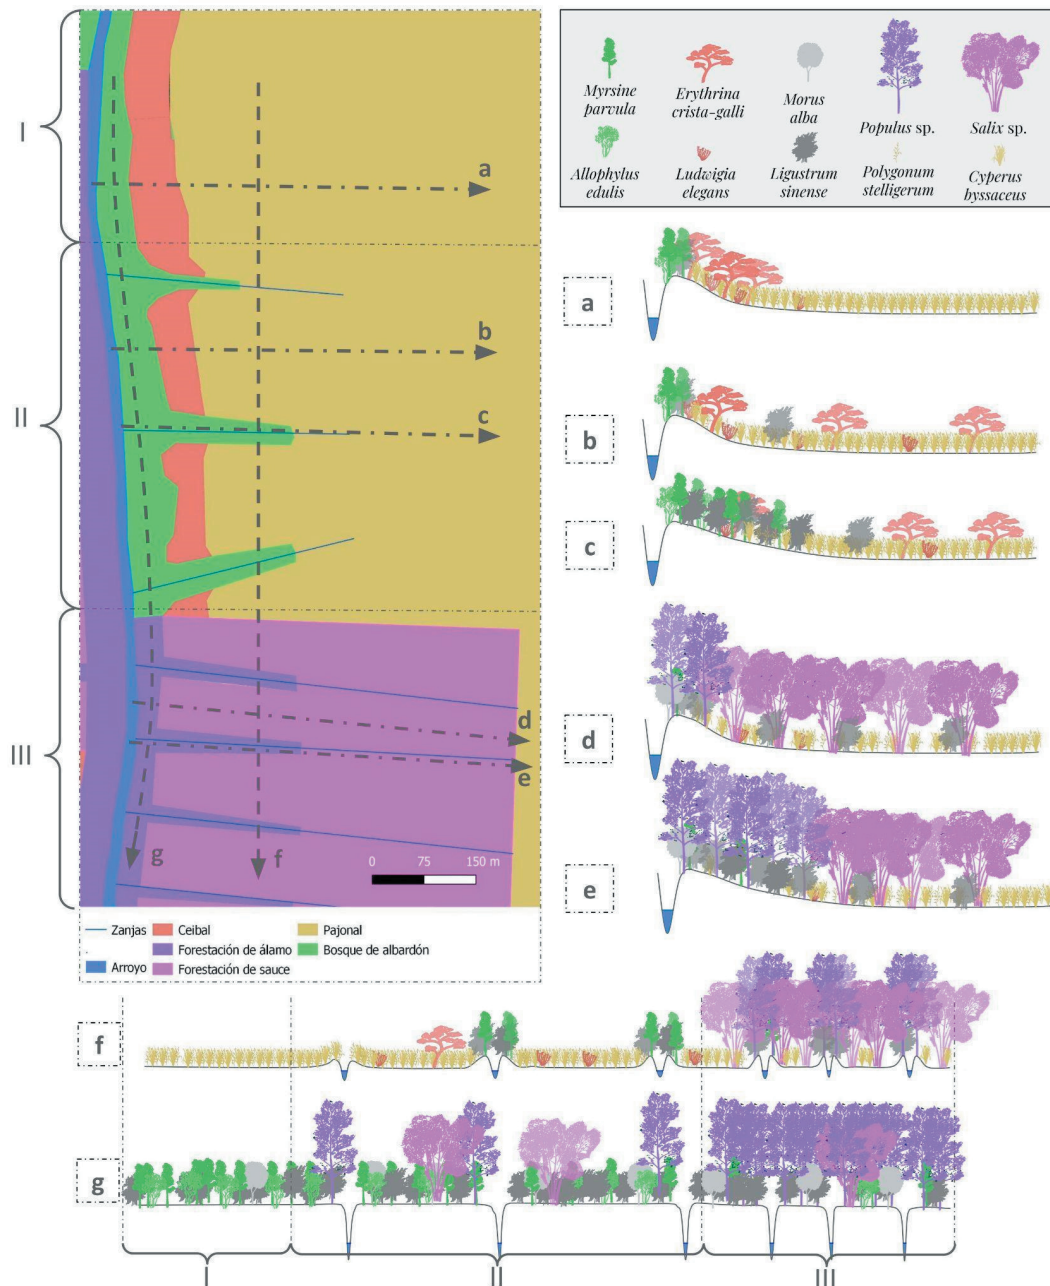 I
II
III
a
b
c
d
e
g
f
0 75 150 m
Zanjas
Ceibal
Pajonal
Forestación de álamo
Bosque de albardón
Arroyo
Forestación de sauce
Myrsine
parvula
Erythrina
crista-galli
Morus
alba
Populus sp.
Salix sp.
Allophylus
edulis
Ludwigia
elegans
Ligustrum
sinense
Polygonum
stelligerum
Cyperus
byssaceus
a
b
c
d
e
f
g
I
II
III